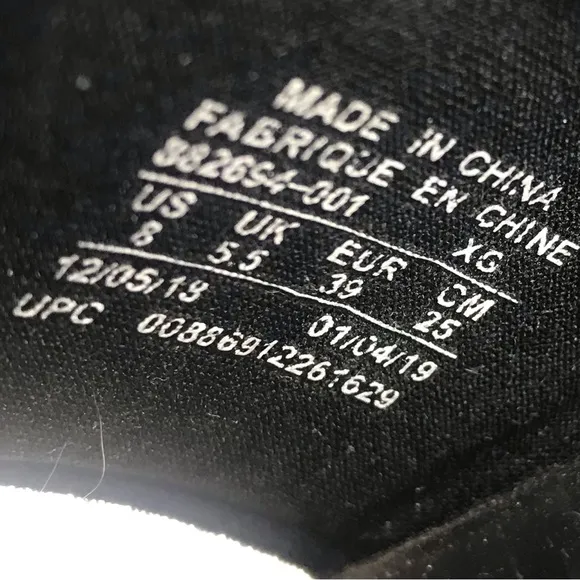 MADE IN CHINA
FABRIQUE EN CHINE
882694-001 XG
US UK EUR CM
8 5.5 39 25
12/05/18 01/04/19
UPC 00886912261629